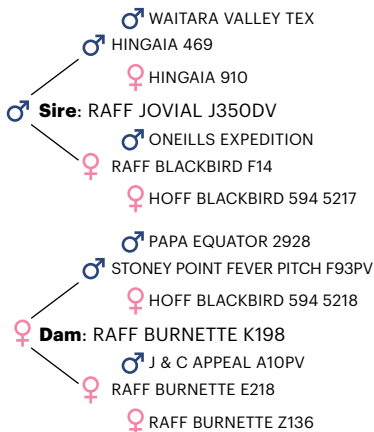 WAITARA VALLEY TEX
HINGAIA 469
HINGAIA 910
Sire: RAFF JOVIAL J350DV
ONEILLS EXPEDITION
RAFF BLACKBIRD F14
HOFF BLACKBIRD 594 5217
PAPA EQUATOR 2928
STONEY POINT FEVER PITCH F93PV
HOFF BLACKBIRD 594 5218
Dam: RAFF BURNETTE K198
J & C APPEAL A10PV
RAFF BURNETTE E218
RAFF BURNETTE Z136